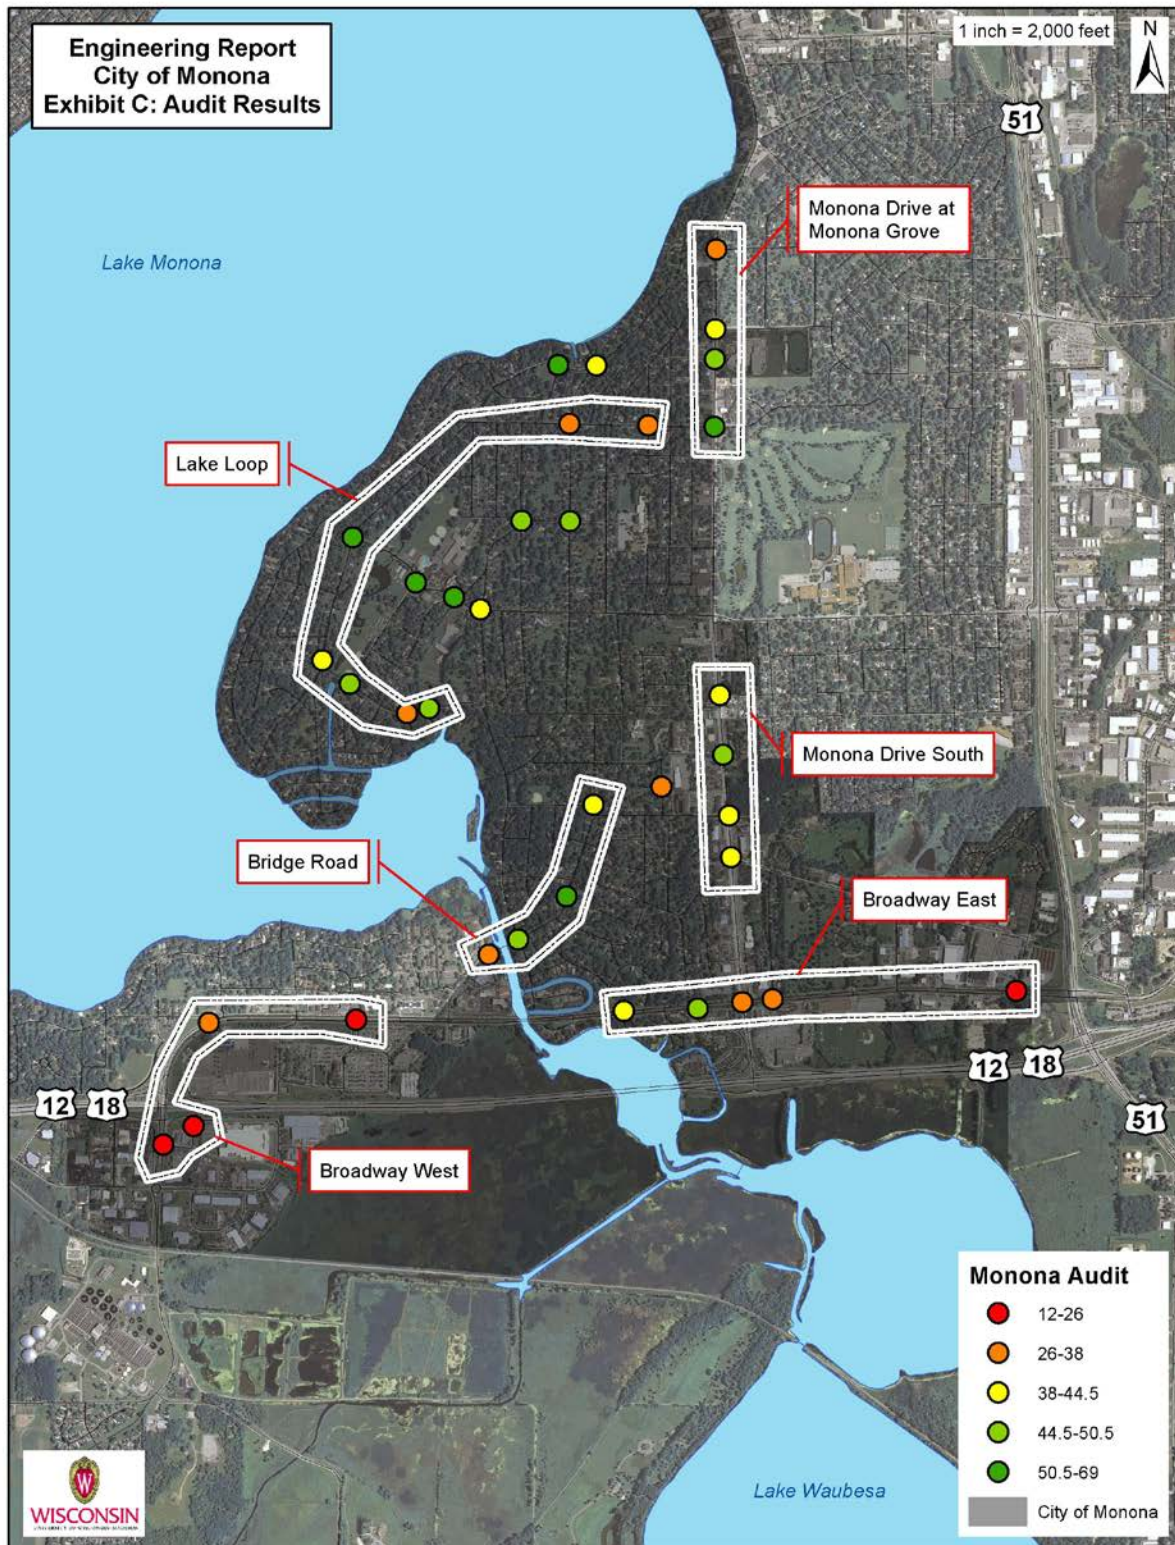 Engineering Report
City of Monona
Exhibit C: Audit Results
1 inch = 2,000 feet
N
51
Monona Drive at
Monona Grove
Lake Monona
Lake Loop
Monona Drive South
Bridge Road
Broadway East
12 18
12 18
51
Broadway West
Monona Audit
12-26
26-38
38-44.5
44.5-50.5
50.5-69
City of Monona
Lake Waubesa
W
WISCONSIN